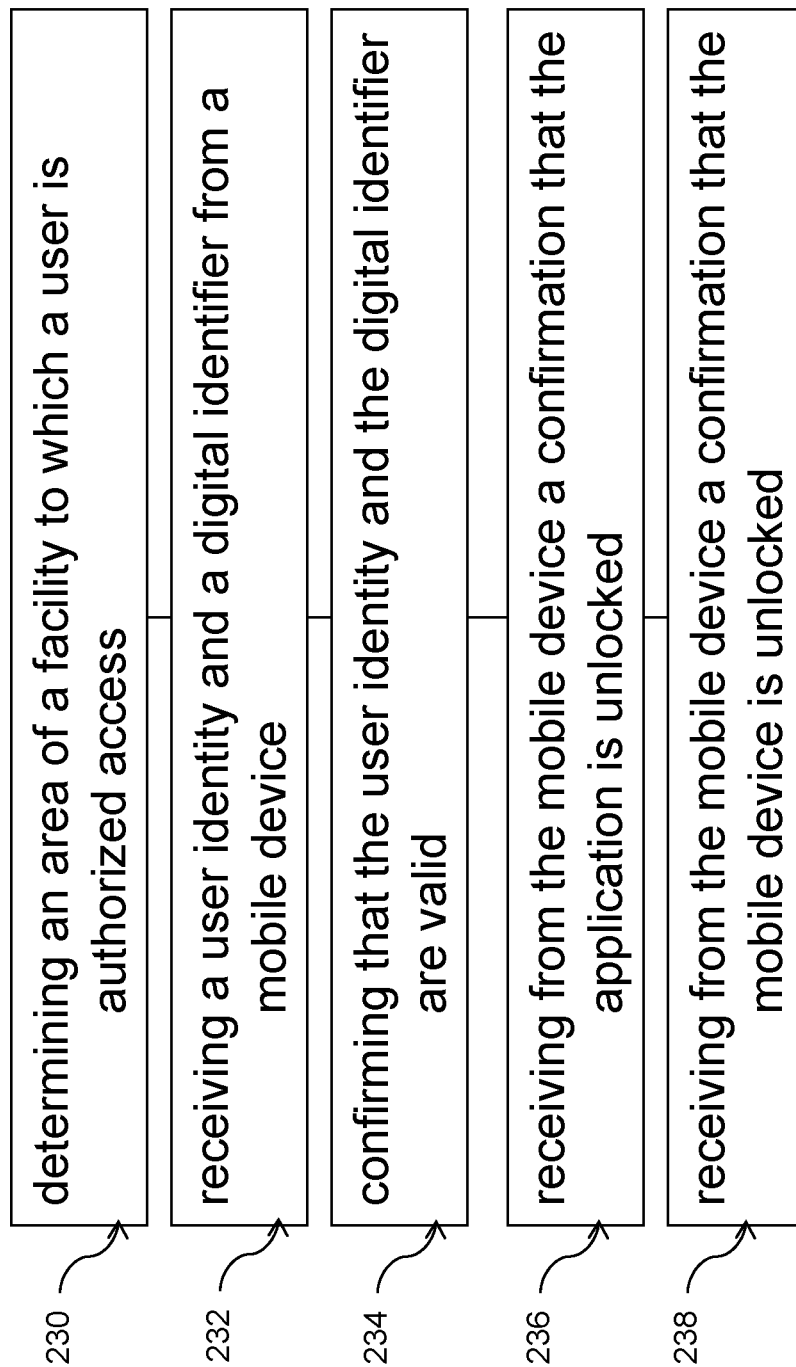 determining an area of a facility to which a user is
authorized access
230
receiving a user identity and a digital identifier from a
mobile device
232
confirming that the user identity and the digital identifier
are valid
234
receiving from the mobile device a confirmation that the
application is unlocked
236
receiving from the mobile device a confirmation that the
mobile device is unlocked
238